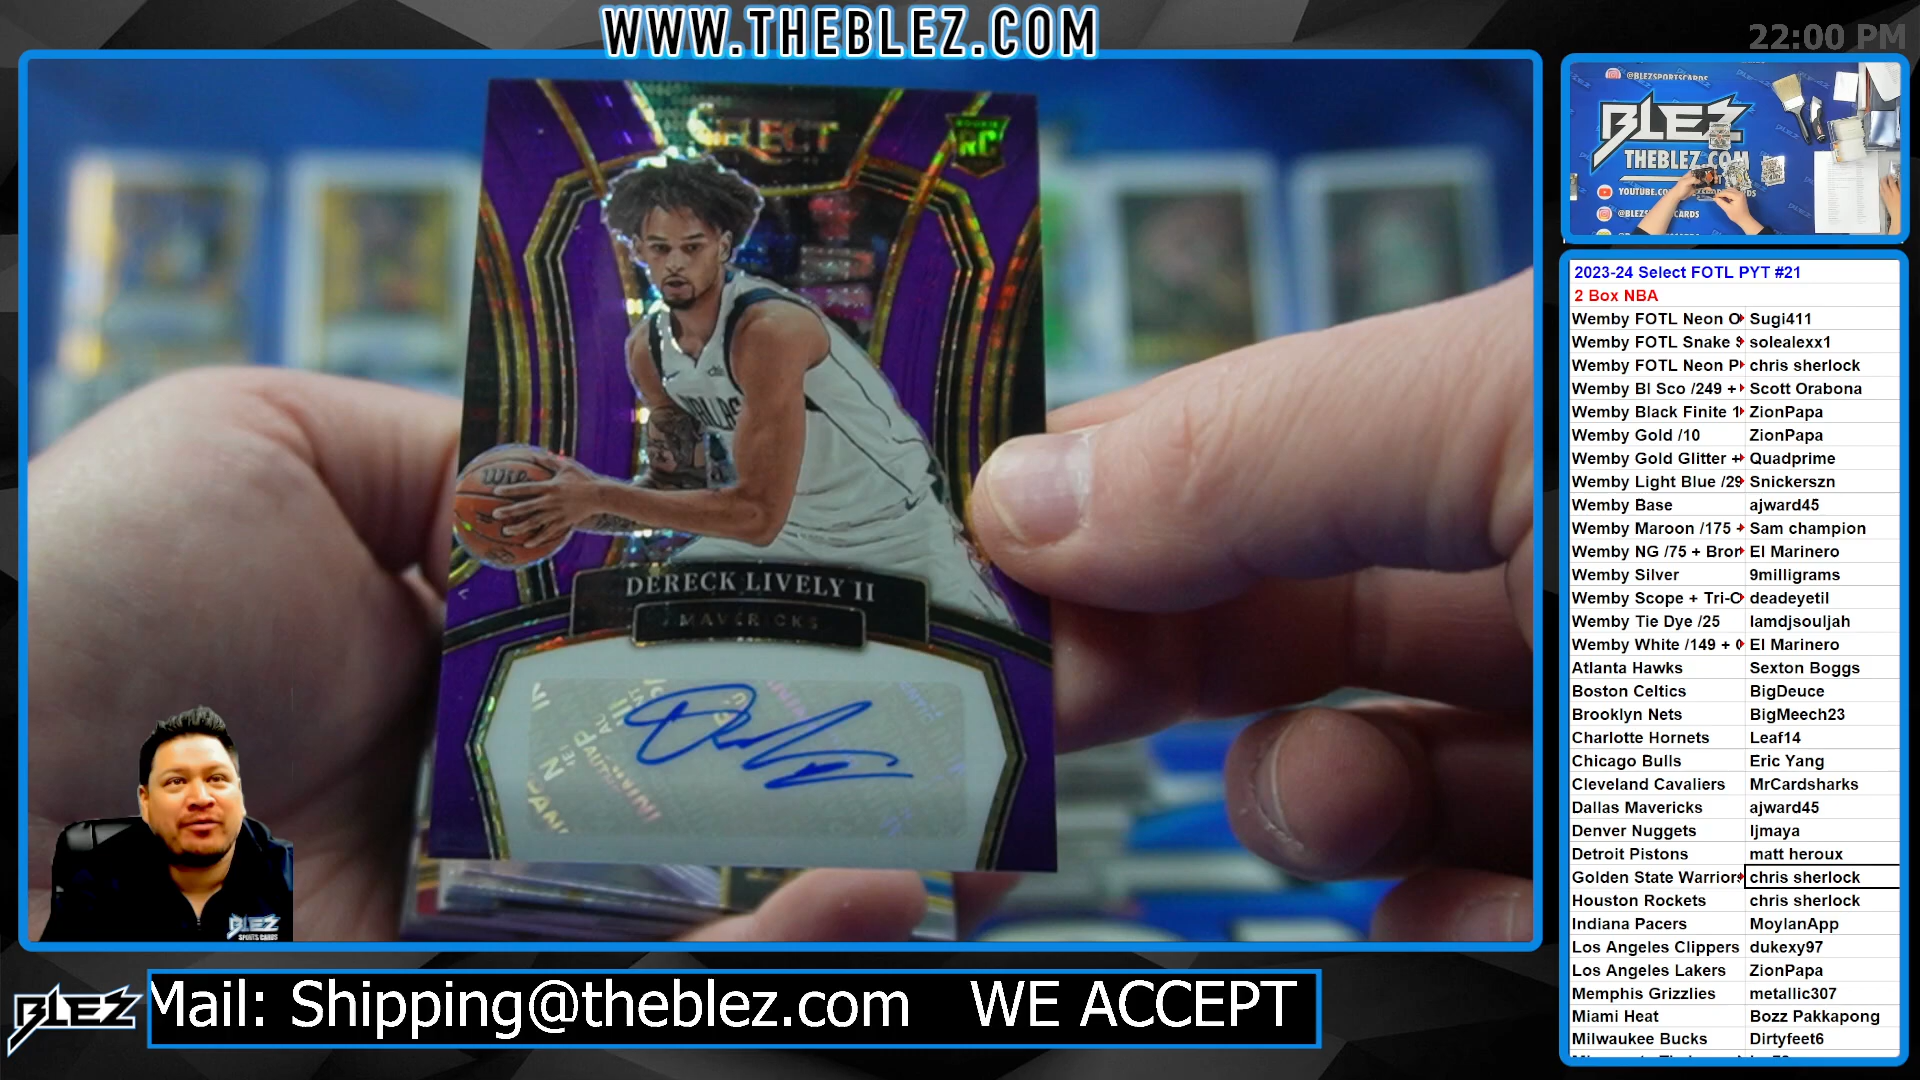 WWW.THEBLEZ.COM
22:00 PM
@BLEZSPORTSCARDS
BLEZ
THEBLEZ.COM
SELECT
RC
DERECK LIVELY II
MAVERICKS
2023-24 Select FOTL PYT #21
2 Box NBA
Wemby FOTL Neon O Sugi411
Wemby FOTL Snake S solealexx1
Wemby FOTL Neon P chris sherlock
Wemby Bl Sco /249 + Scott Orabona
Wemby Black Finite 1 ZionPapa
Wemby Gold /10 ZionPapa
Wemby Gold Glitter + Quadprime
Wemby Light Blue /29 Snickerszn
Wemby Base ajward45
Wemby Maroon /175 + Sam champion
Wemby NG /75 + Bron El Marinero
Wemby Silver 9milligrams
Wemby Scope + Tri-C deadeyetil
Wemby Tie Dye /25 Iamdjsouljah
Wemby White /149 + El Marinero
Atlanta Hawks Sexton Boggs
Boston Celtics BigDeuce
Brooklyn Nets BigMeech23
Charlotte Hornets Leaf14
Chicago Bulls Eric Yang
Cleveland Cavaliers MrCardsharks
Dallas Mavericks ajward45
Denver Nuggets ljmaya
Detroit Pistons matt heroux
Golden State Warriors chris sherlock
Houston Rockets chris sherlock
Indiana Pacers MoylanApp
Los Angeles Clippers dukexy97
Los Angeles Lakers ZionPapa
Memphis Grizzlies metallic307
Miami Heat Bozz Pakkapong
Milwaukee Bucks Dirtyfeet6
BLEZ
SPORTS CARDS
BLEZ
Mail: Shipping@theblez.com WE ACCEPT